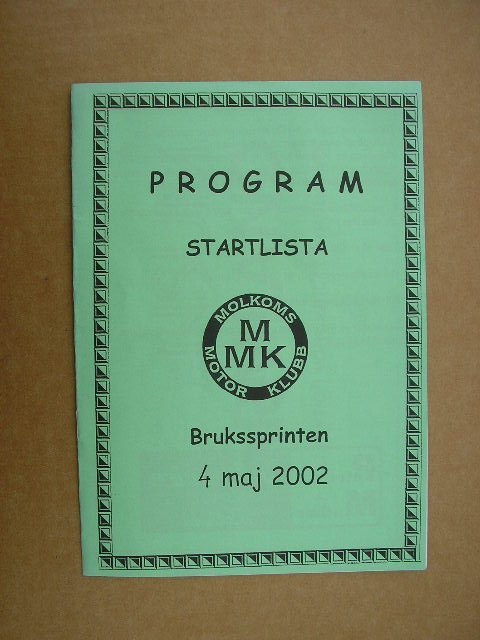 PROGRAM
STARTLISTA
MOLKOMS
M
MK
MOTOR KLUBB
Brukssprinten
4 maj 2002